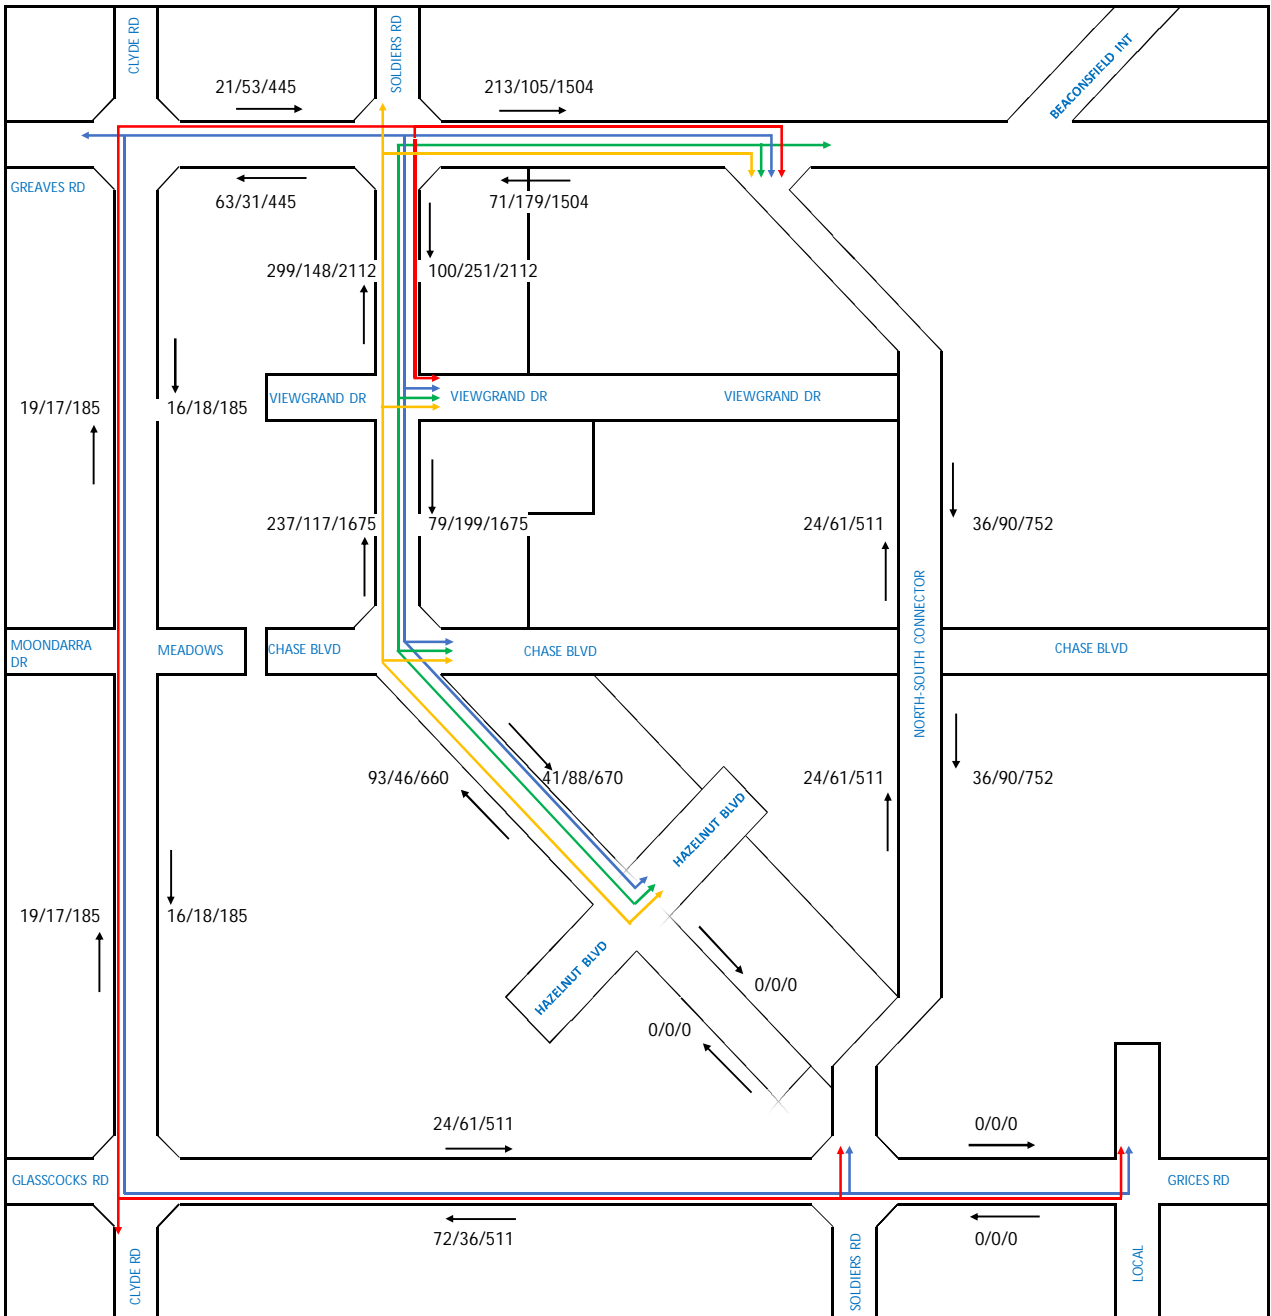 CLYDE RD
SOLDIERS RD
BEACONSFIELD INT
21/53/445
213/105/1504
GREAVES RD
63/31/445
71/179/1504
299/148/2112
100/251/2112
VIEWGRAND DR
VIEWGRAND DR
VIEWGRAND DR
19/17/185
16/18/185
237/117/1675
79/199/1675
24/61/511
36/90/752
NORTH-SOUTH CONNECTOR
MOONDARRA
DR
MEADOWS
CHASE BLVD
CHASE BLVD
CHASE BLVD
93/46/660
41/88/670
24/61/511
36/90/752
HAZELNUT BLVD
19/17/185
16/18/185
HAZELNUT BLVD
0/0/0
0/0/0
24/61/511
0/0/0
GLASSCOCKS RD
GRICES RD
72/36/511
0/0/0
CLYDE RD
SOLDIERS RD
LOCAL